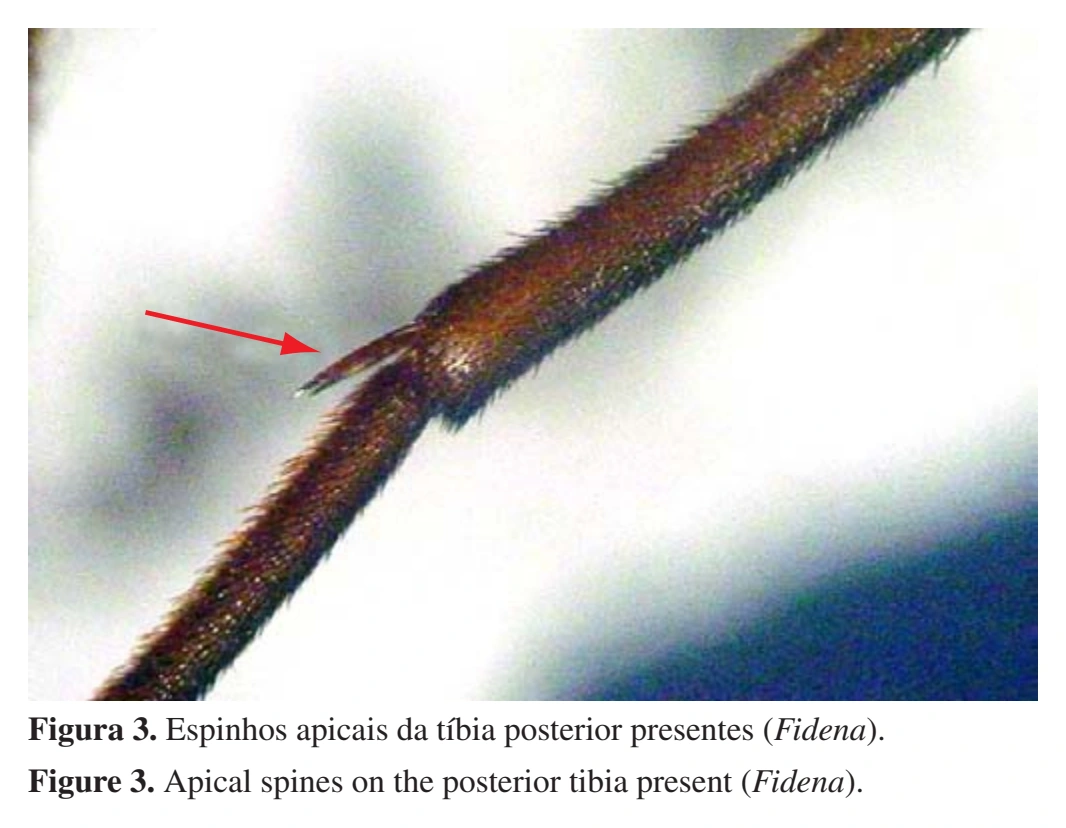 Figura 3. Espinhos apicais da tíbia posterior presentes (Fidena).
Figure 3. Apical spines on the posterior tibia present (Fidena).